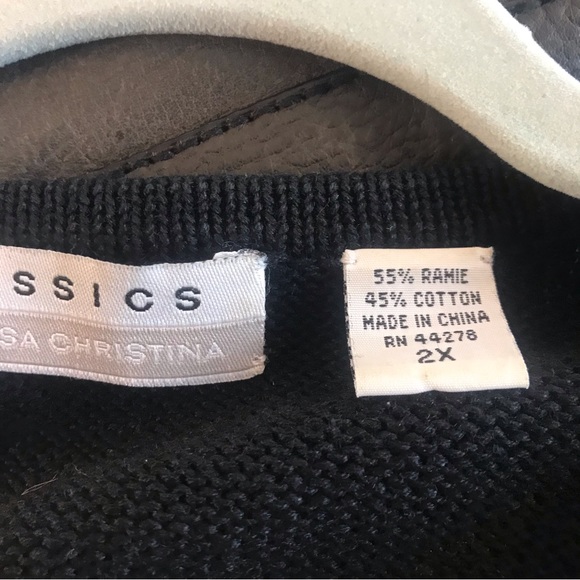 SSICS
SA CHRISTINA
55% RAMIE
45% COTTON
MADE IN CHINA
RN 44278
2X